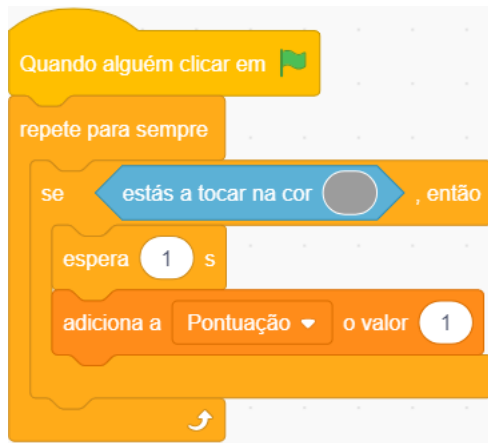 Quando alguém clicar em
repete para sempre
se estás a tocar na cor , então
espera 1 s
adiciona a Pontuação o valor 1